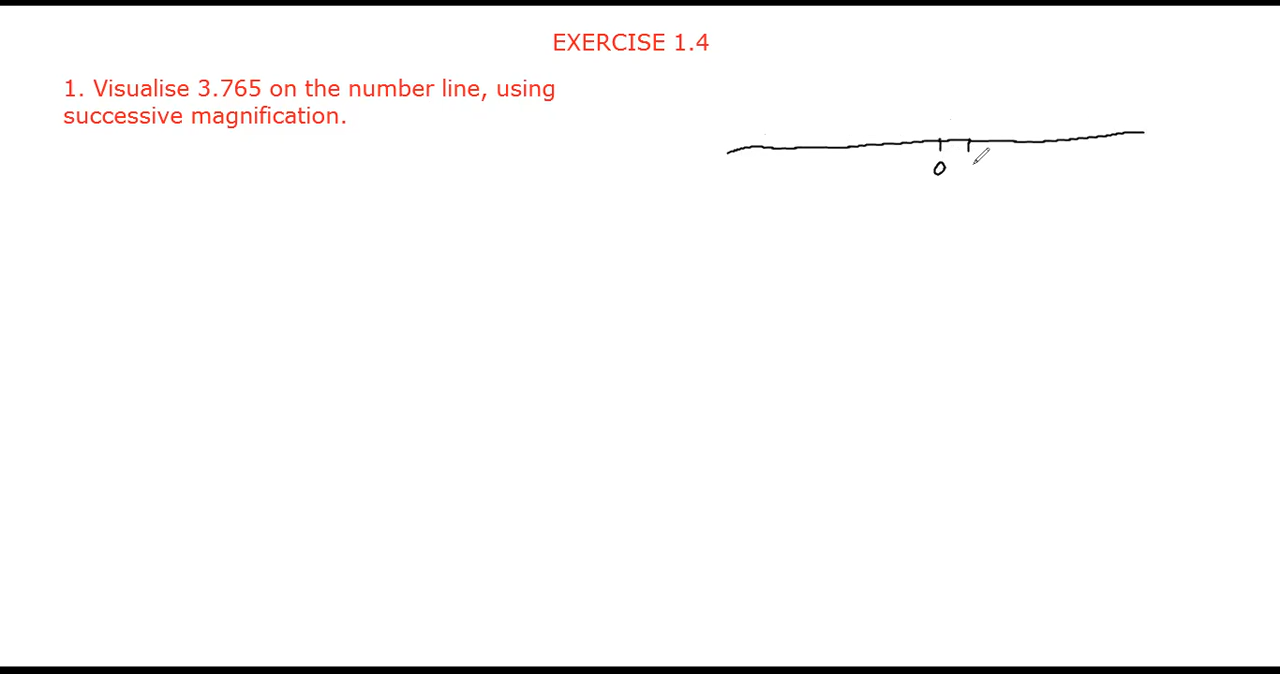 EXERCISE 1.4
1. Visualise 3.765 on the number line, using
successive magnification.
0